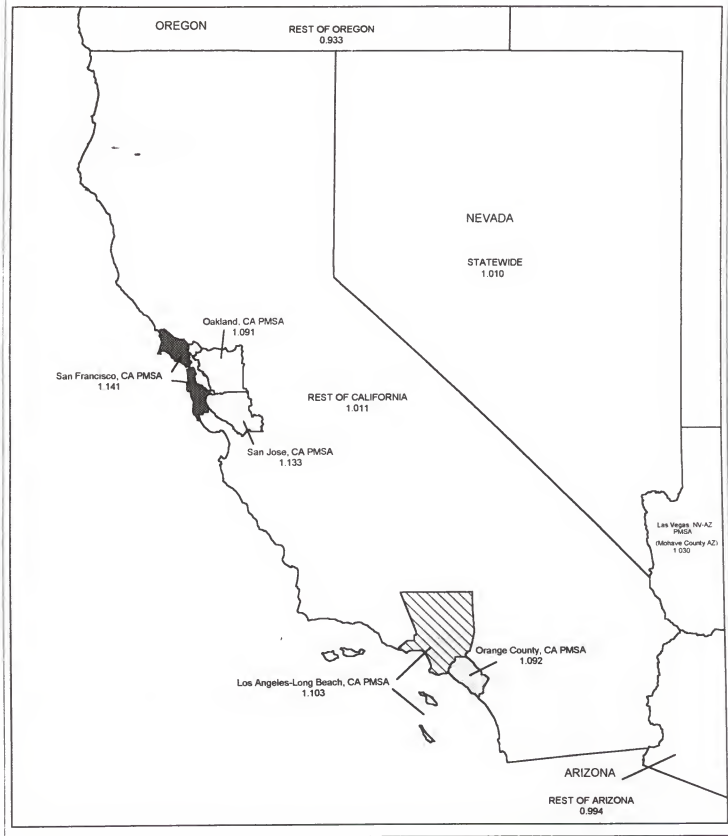 OREGON
REST OF OREGON
0.933
NEVADA
STATEWIDE
1.010
Oakland, CA PMSA
1.091
San Francisco, CA PMSA
1.141
REST OF CALIFORNIA
1.011
San Jose, CA PMSA
1.133
Las Vegas NV-AZ
PMSA
(Mohave County AZ)
1 030
Orange County, CA PMSA
1.092
Los Angeles-Long Beach, CA PMSA
1.103
ARIZONA
REST OF ARIZONA
0.994